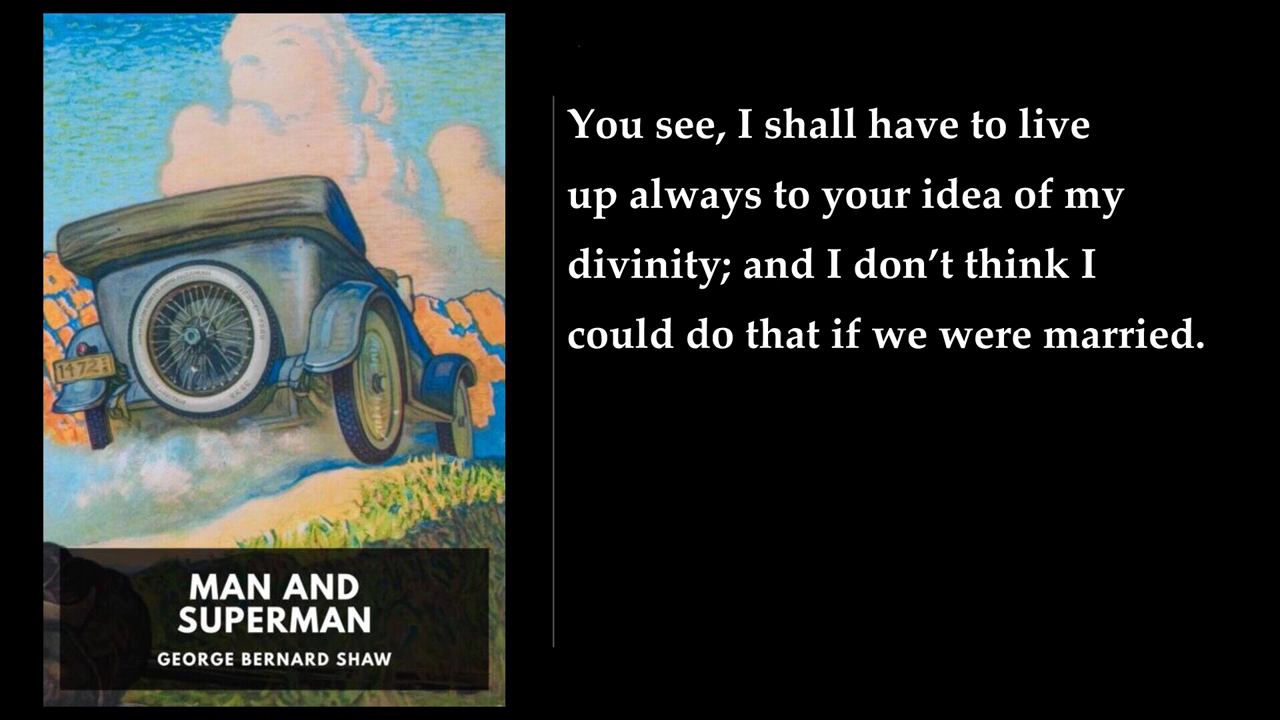 1472
MAN AND
SUPERMAN
GEORGE BERNARD SHAW
You see, I shall have to live
up always to your idea of my
divinity; and I don’t think I
could do that if we were married.